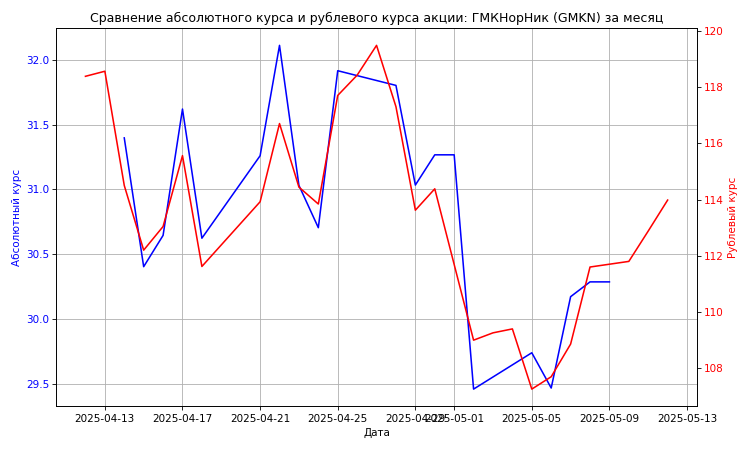 Сравнение абсолютного курса и рублевого курса акции: ГМКНорНик (GMKN) за месяц
Абсолютный курс
32.0
31.5
31.0
30.5
30.0
29.5
120
118
116
114
112
110
108
Рублевый курс
2025-04-13 2025-04-17 2025-04-21 2025-04-25 2025-04-29 2025-05-01 2025-05-05 2025-05-09 2025-05-13
Дата